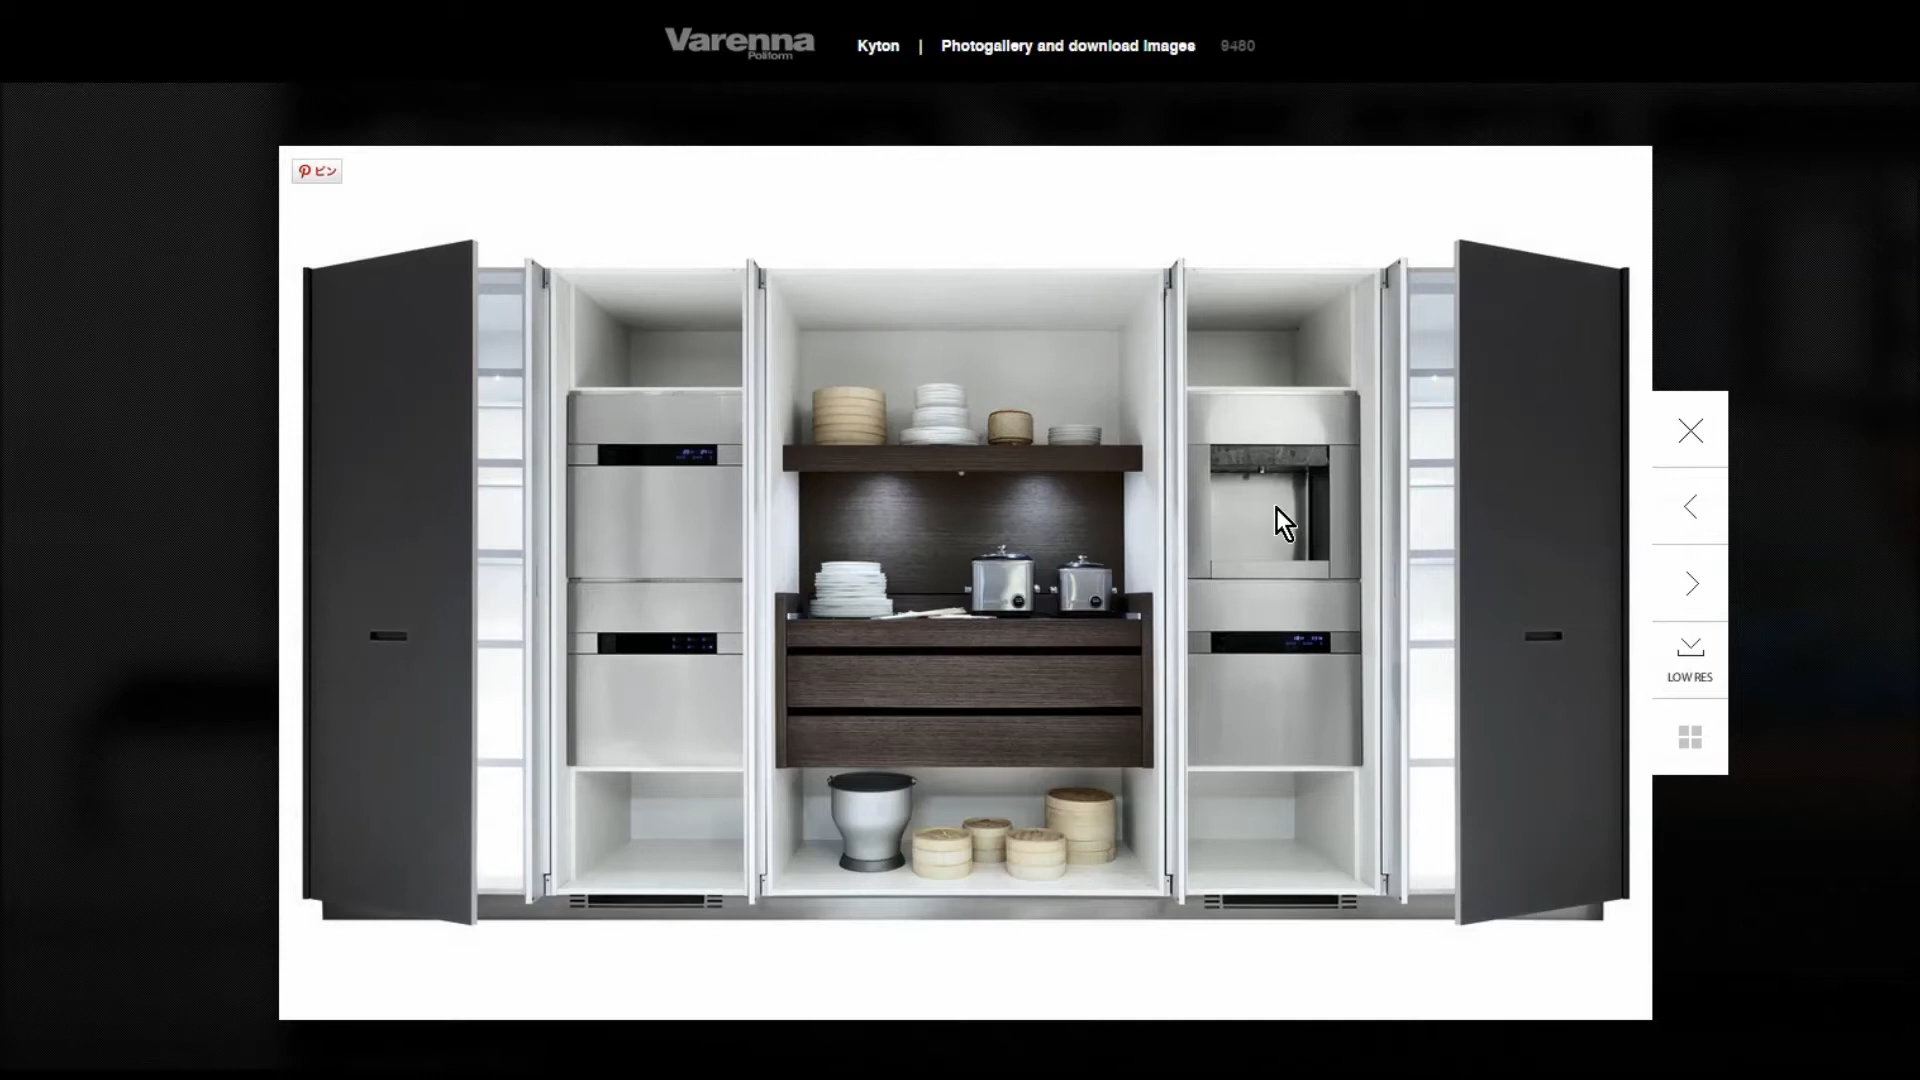 Varenna
Poliform
Kyton | Photogallery and download images 9480
ピン
LOW RES